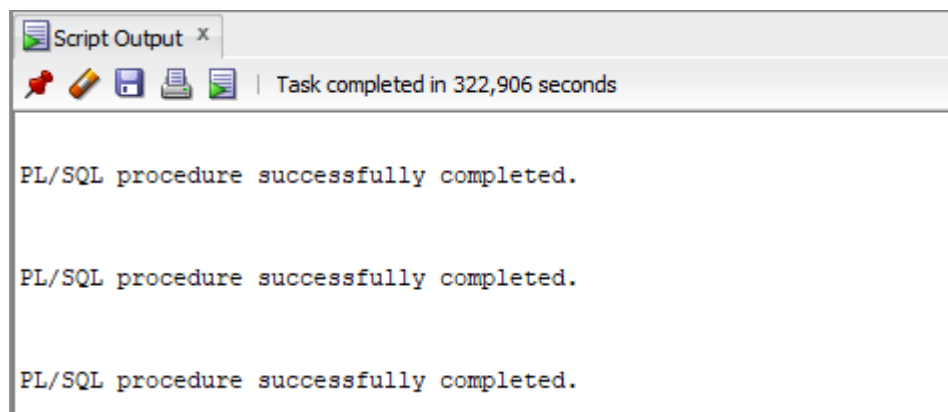 Script Output x
Task completed in 322,906 seconds
PL/SQL procedure successfully completed.
PL/SQL procedure successfully completed.
PL/SQL procedure successfully completed.